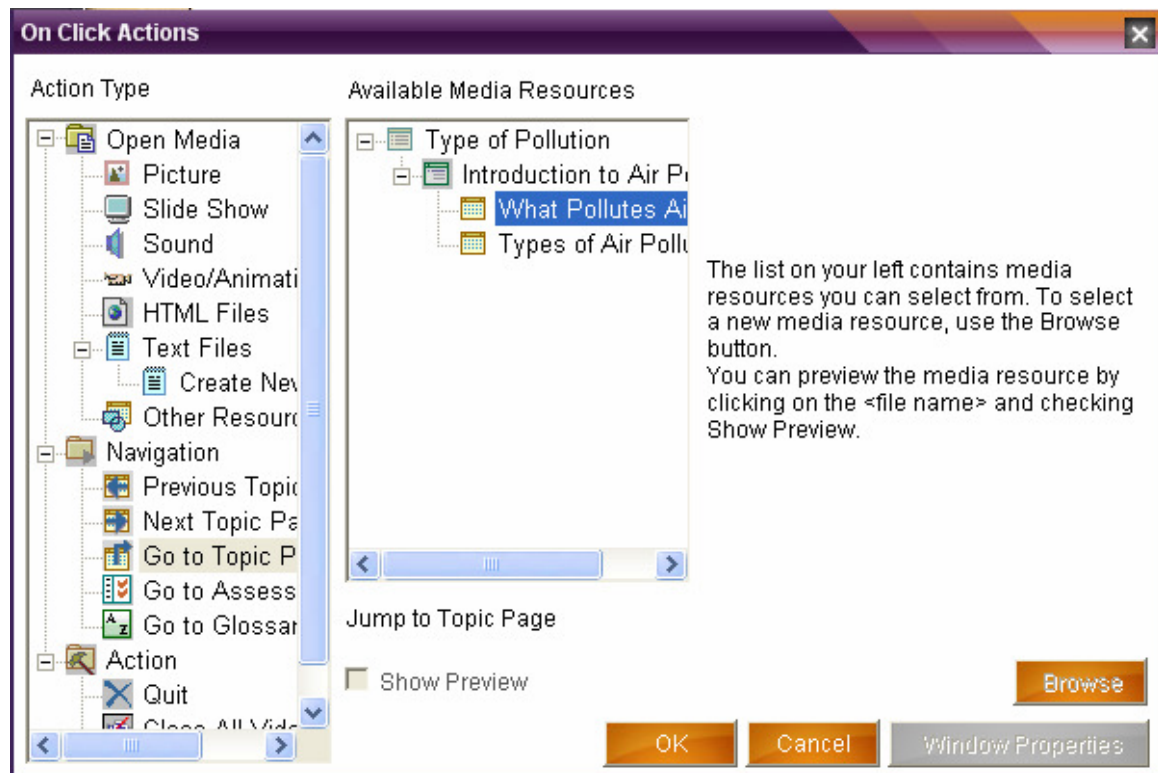 On Click Actions
Action Type
Open Media
Picture
Slide Show
Sound
Video/Animati
HTML Files
Text Files
Create Nev
Other Resourc
Navigation
Previous Topic
Next Topic Pa
Go to Topic P
Go to Assess
Go to Glossar
Action
Quit
Close All Vide
Available Media Resources
Type of Pollution
Introduction to Air P
What Pollutes Ai
Types of Air Pollu
Jump to Topic Page
Show Preview
The list on your left contains media
resources you can select from. To select
a new media resource, use the Browse
button.
You can preview the media resource by
clicking on the <file name> and checking
Show Preview.
Browse
OK Cancel Window Properties